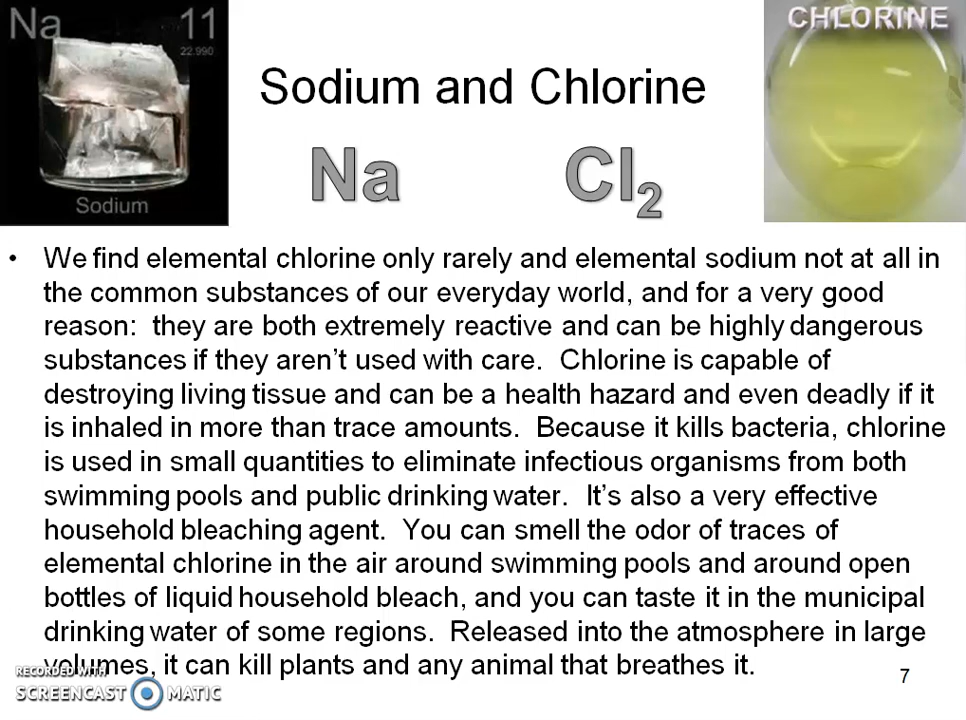 Na 11
22.990
Sodium
CHLORINE
Sodium and Chlorine
Na Cl2
• We find elemental chlorine only rarely and elemental sodium not at all in
the common substances of our everyday world, and for a very good
reason:  they are both extremely reactive and can be highly dangerous
substances if they aren’t used with care.  Chlorine is capable of
destroying living tissue and can be a health hazard and even deadly if it
is inhaled in more than trace amounts.  Because it kills bacteria, chlorine
is used in small quantities to eliminate infectious organisms from both
swimming pools and public drinking water.  It’s also a very effective
household bleaching agent.  You can smell the odor of traces of
elemental chlorine in the air around swimming pools and around open
bottles of liquid household bleach, and you can taste it in the municipal
drinking water of some regions.  Released into the atmosphere in large
volumes, it can kill plants and any animal that breathes it.
7
RECORDED WITH
SCREENCAST MATIC